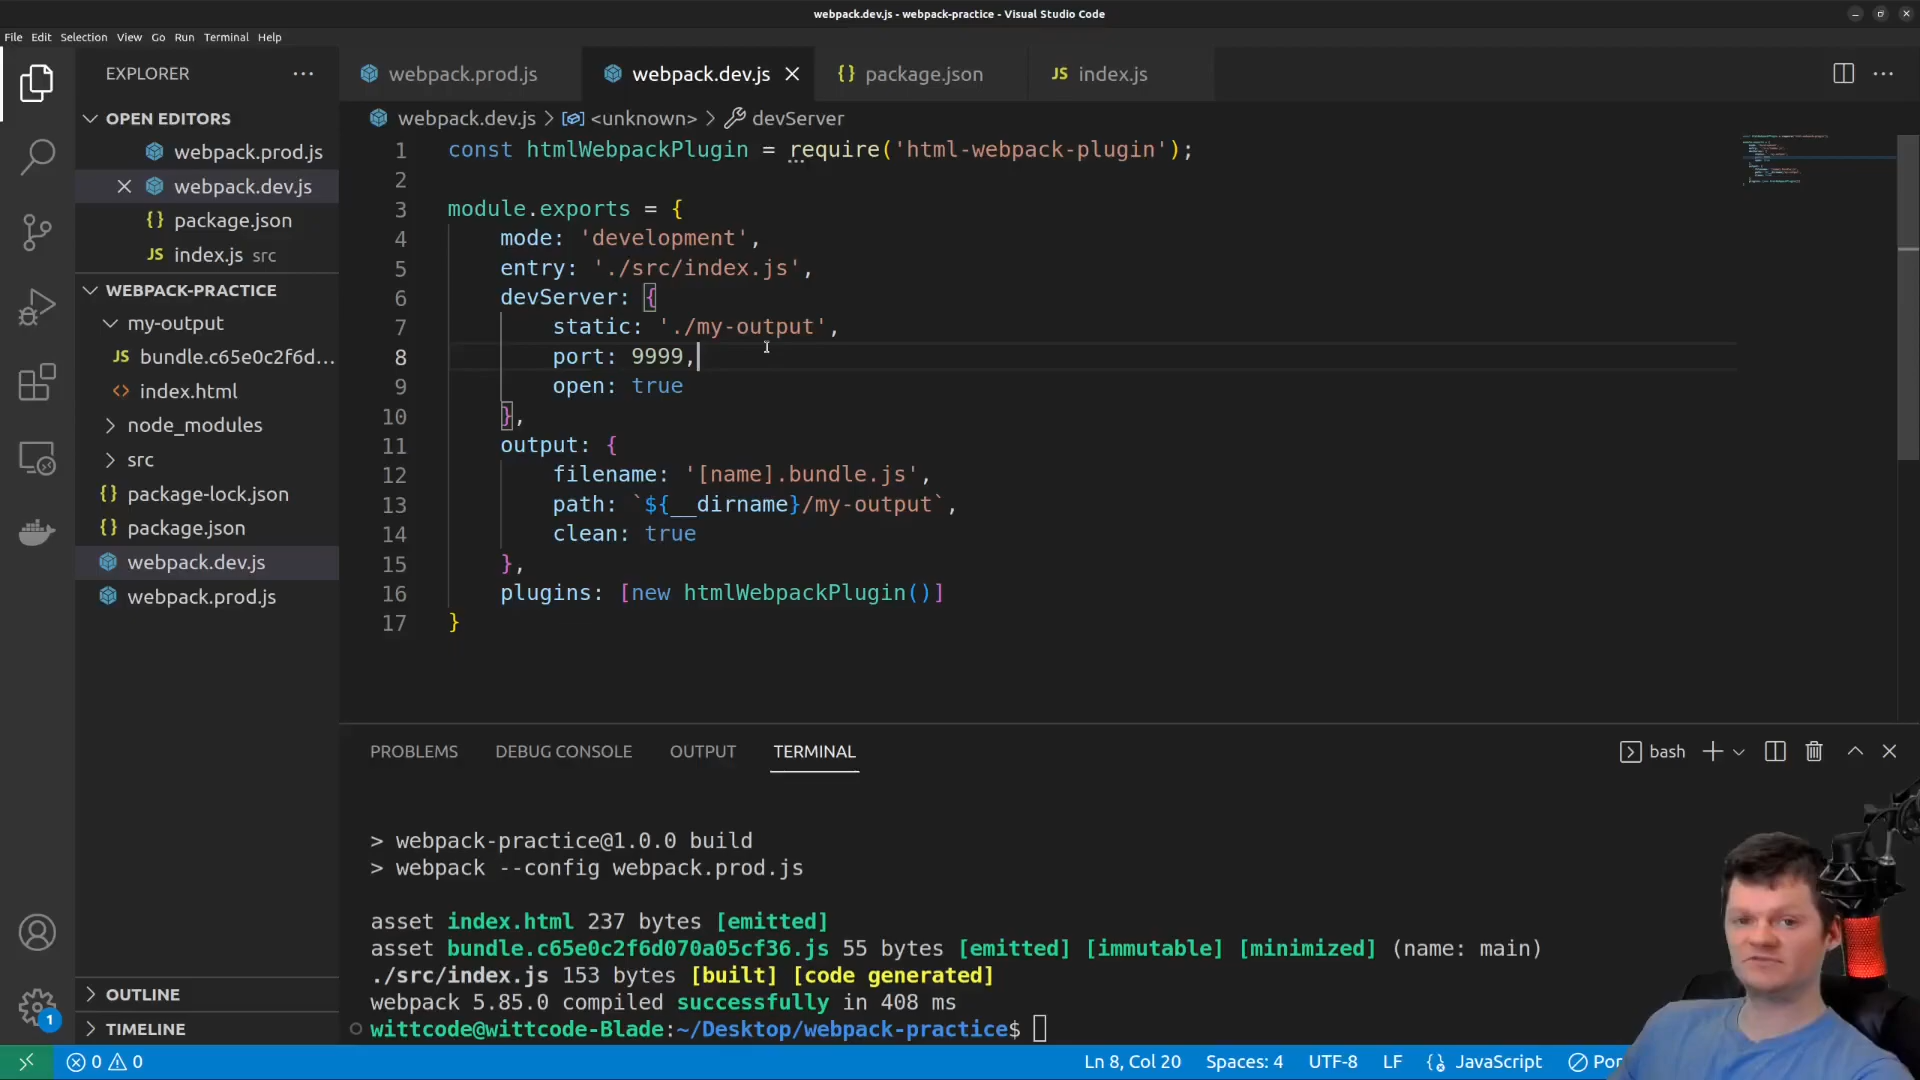 webpack.dev.js - webpack-practice - Visual Studio Code
File Edit Selection View Go Run Terminal Help
EXPLORER
OPEN EDITORS
webpack.prod.js
webpack.dev.js
package.json
index.js src
WEBPACK-PRACTICE
my-output
bundle.c65e0c2f6d...
index.html
node_modules
src
package-lock.json
package.json
webpack.dev.js
webpack.prod.js
OUTLINE
TIMELINE
webpack.prod.js webpack.dev.js package.json index.js
webpack.dev.js > <unknown> > devServer
1 const htmlWebpackPlugin = require('html-webpack-plugin');
2
3 module.exports = {
4 mode: 'development',
5 entry: './src/index.js',
6 devServer: {
7 static: './my-output',
8 port: 9999,
9 open: true
10 },
11 output: {
12 filename: '[name].bundle.js',
13 path: `${__dirname}/my-output`,
14 clean: true
15 },
16 plugins: [new htmlWebpackPlugin()]
17 }
PROBLEMS DEBUG CONSOLE OUTPUT TERMINAL bash
> webpack-practice@1.0.0 build
> webpack --config webpack.prod.js
asset index.html 237 bytes [emitted]
asset bundle.c65e0c2f6d070a05cf36.js 55 bytes [emitted] [immutable] [minimized] (name: main)
./src/index.js 153 bytes [built] [code generated]
webpack 5.85.0 compiled successfully in 408 ms
wittcode@wittcode-Blade:~/Desktop/webpack-practice$
1
0 0 Ln 8, Col 20 Spaces: 4 UTF-8 LF {} JavaScript Por